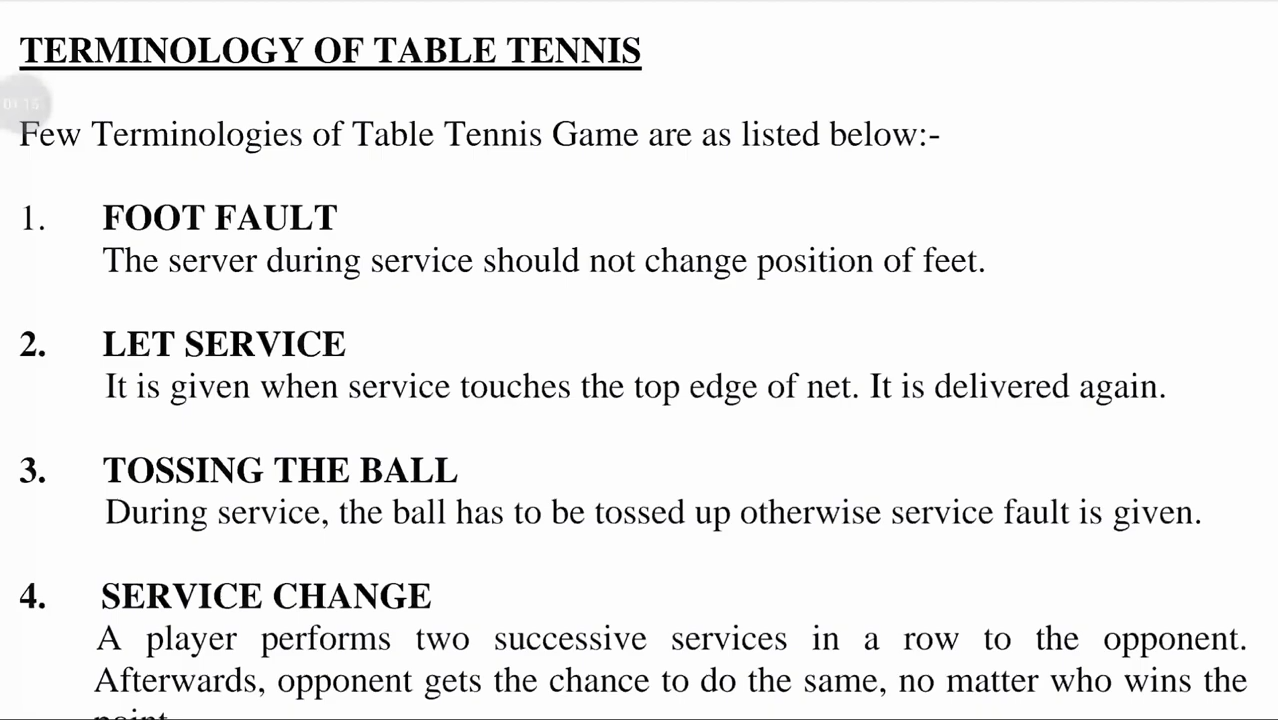 TERMINOLOGY OF TABLE TENNIS
01:15
Few Terminologies of Table Tennis Game are as listed below:-
1. FOOT FAULT
The server during service should not change position of feet.
2. LET SERVICE
It is given when service touches the top edge of net. It is delivered again.
3. TOSSING THE BALL
During service, the ball has to be tossed up otherwise service fault is given.
4. SERVICE CHANGE
A player performs two successive services in a row to the opponent.
Afterwards, opponent gets the chance to do the same, no matter who wins the
point.